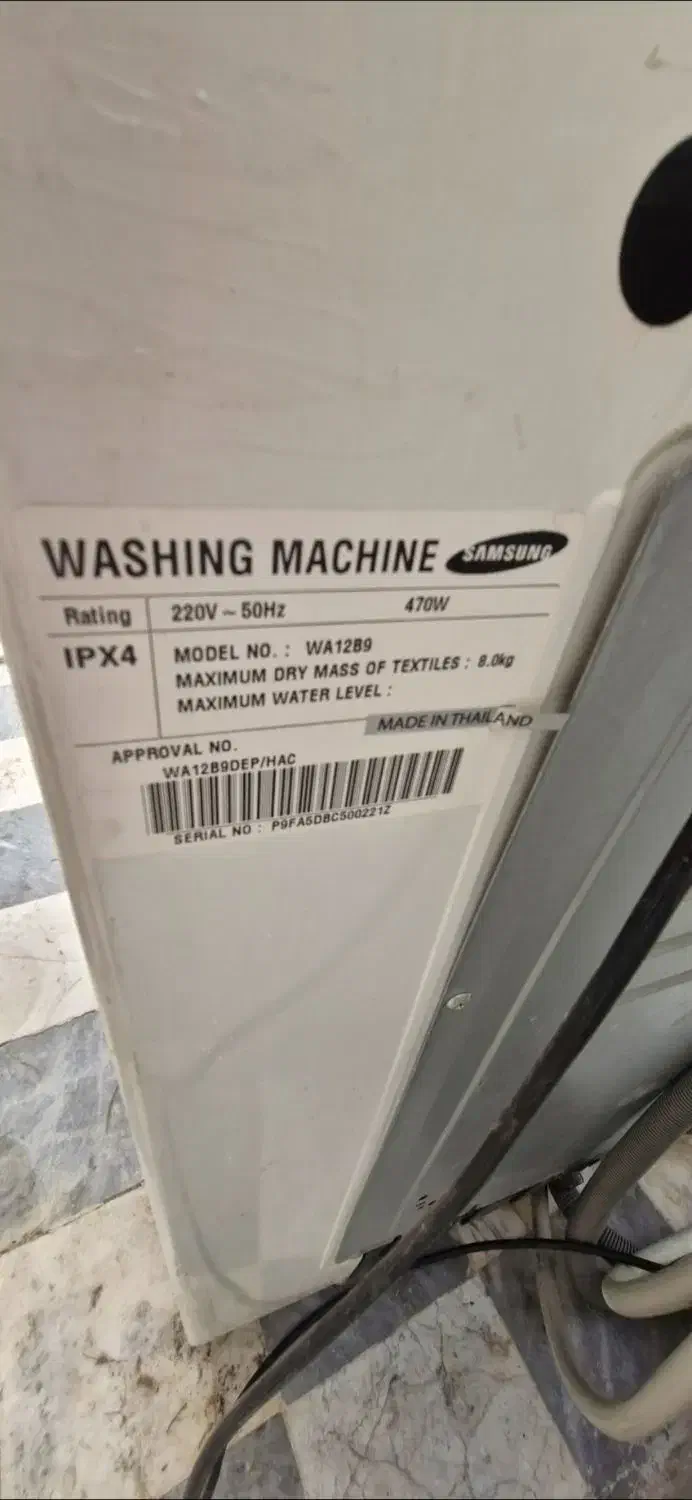 WASHING MACHINE SAMSUNG
Rating 220V ~ 50Hz 470W
IPX4 MODEL NO. : WA12B9
MAXIMUM DRY MASS OF TEXTILES : 8.0kg
MAXIMUM WATER LEVEL :
MADE IN THAILAND
APPROVAL NO.
WA12B9DEP/HAC
SERIAL NO : P9FA5DBC500221Z